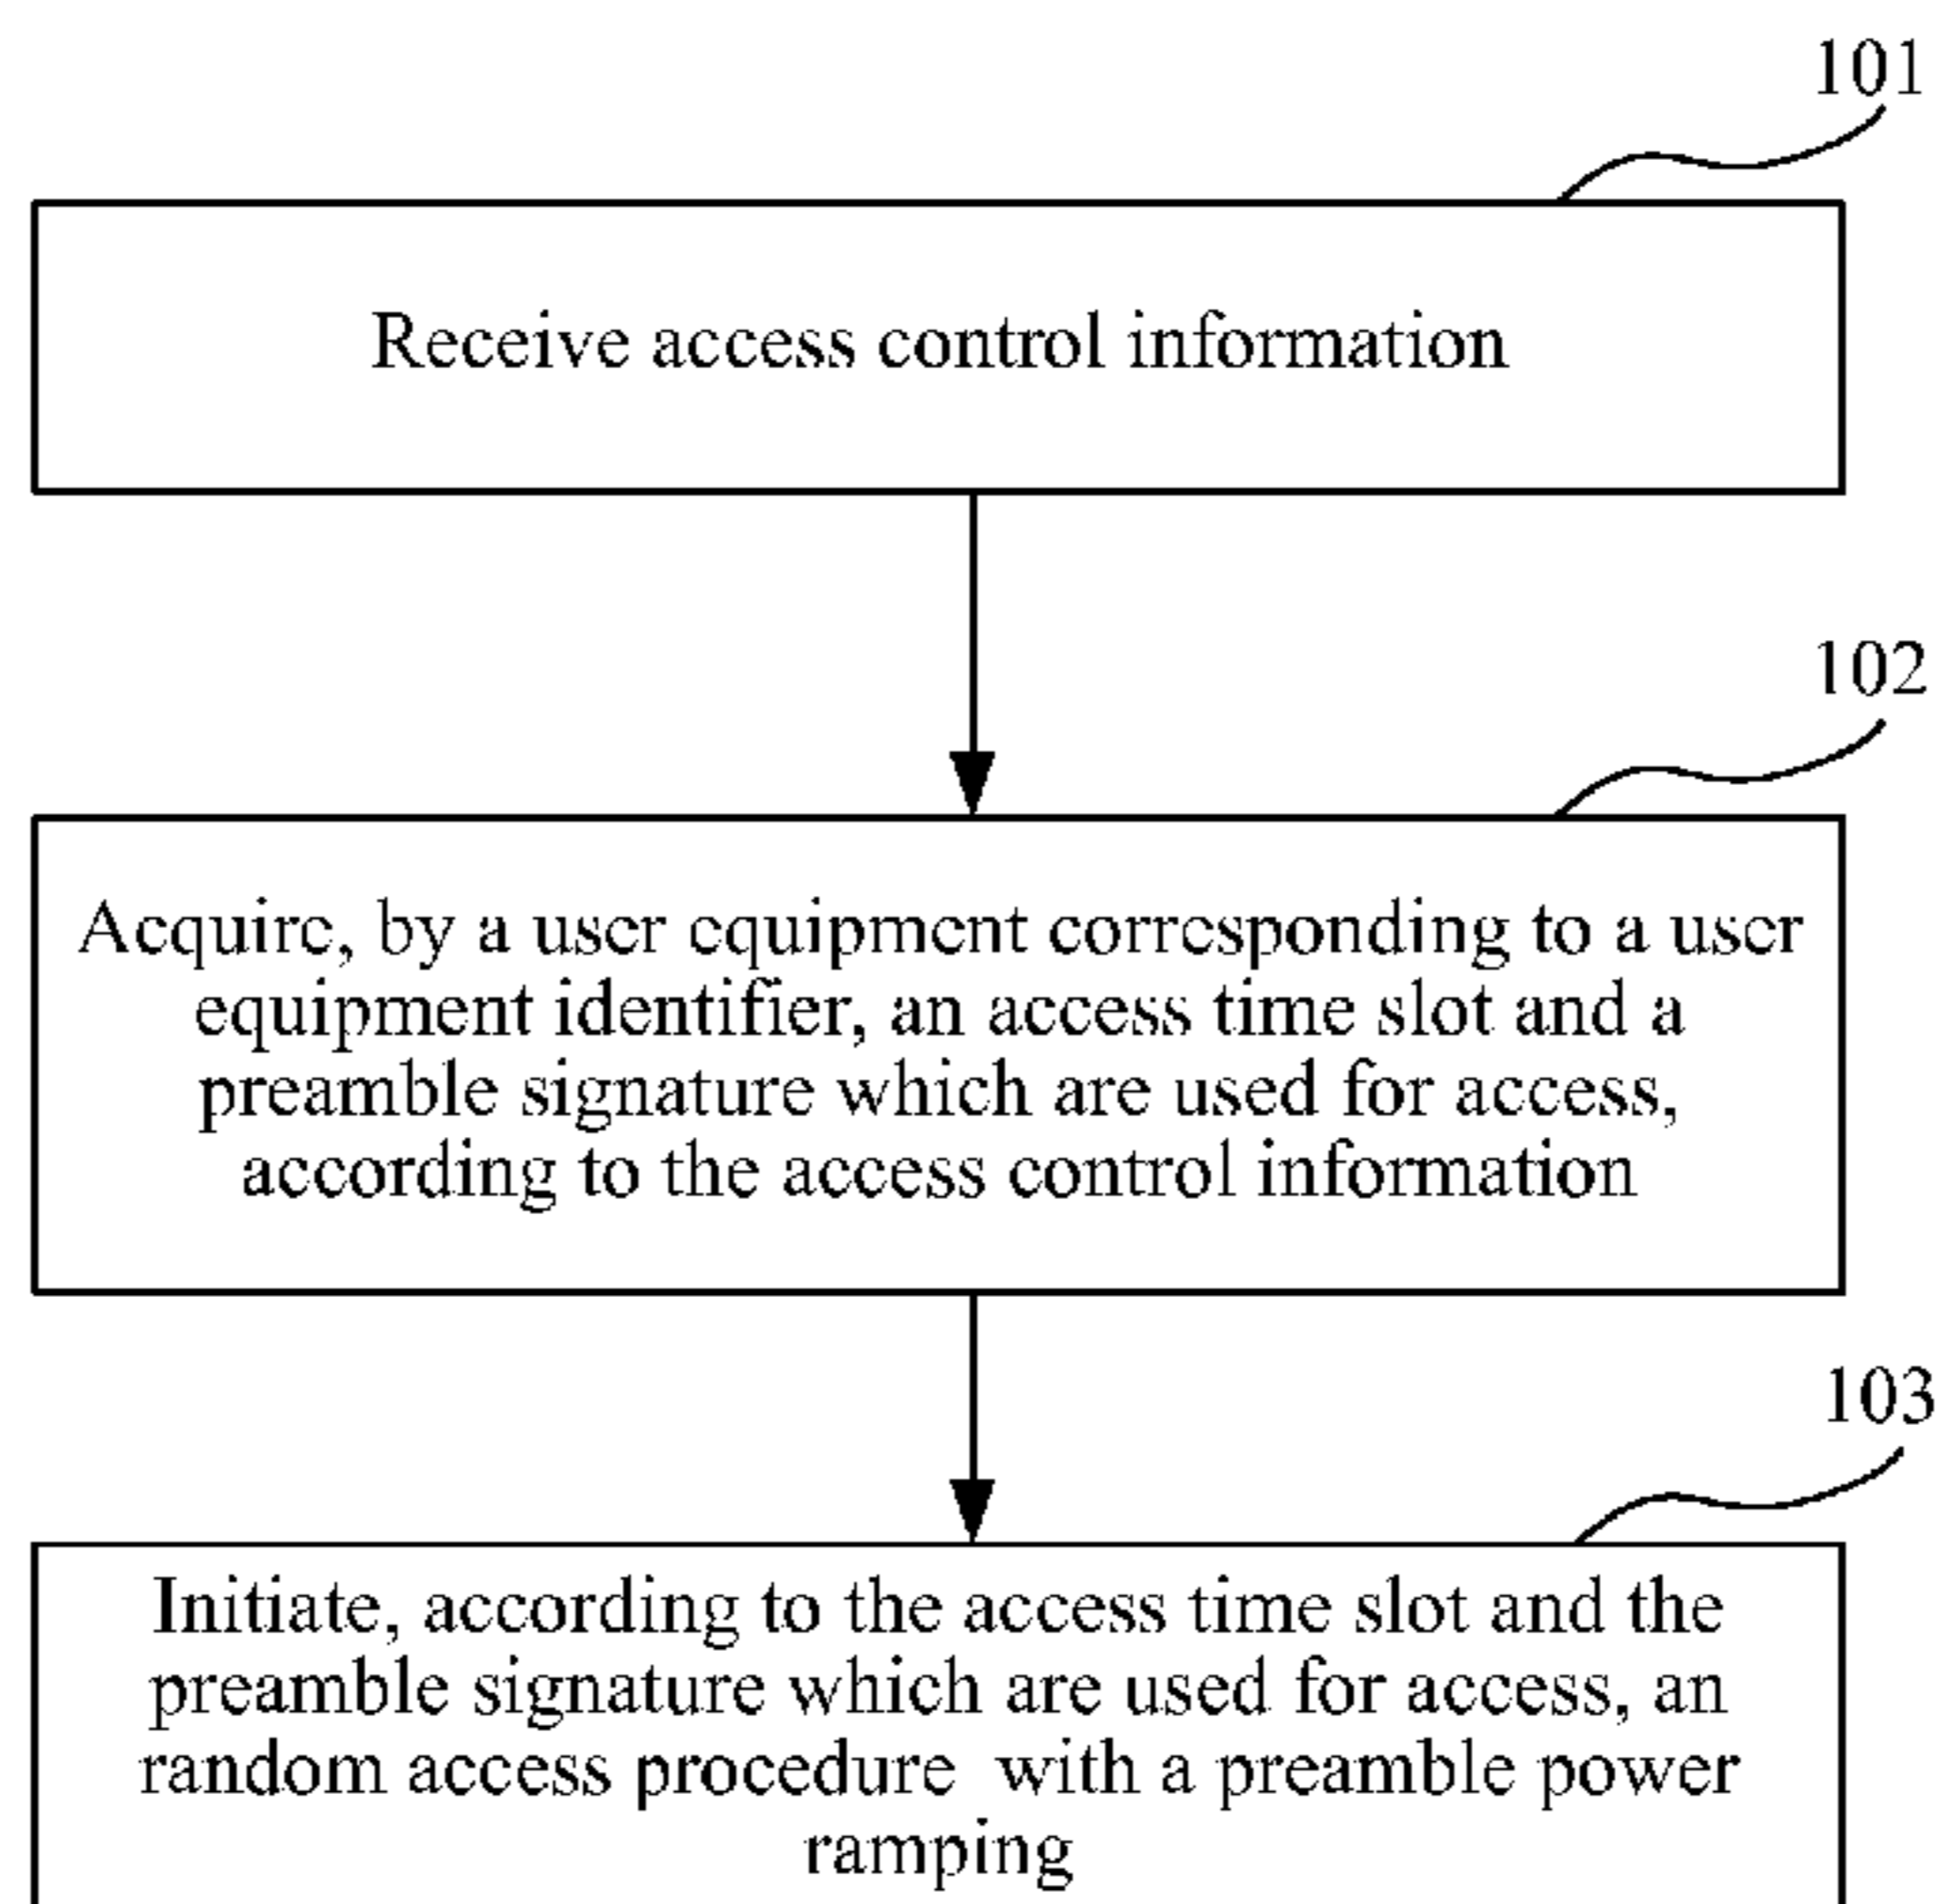 101
Receive access control information
102
Acquire, by a user equipment corresponding to a user
equipment identifier, an access time slot and a
preamble signature which are used for access,
according to the access control information
103
Initiate, according to the access time slot and the
preamble signature which are used for access, an
random access procedure with a preamble power
ramping